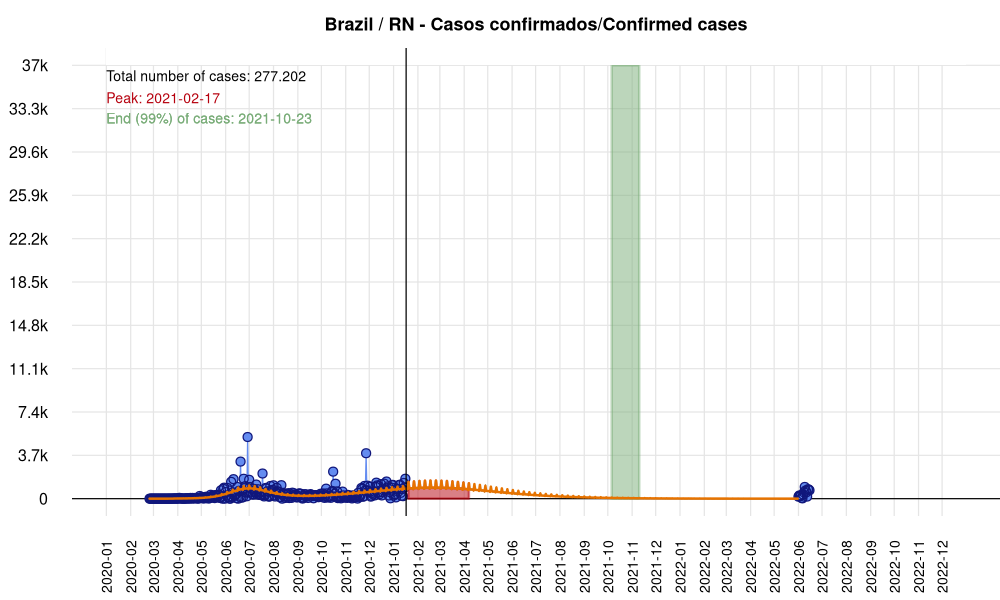 Brazil / RN - Casos confirmados/Confirmed cases
37k
Total number of cases: 277.202
Peak: 2021-02-17
End (99%) of cases: 2021-10-23
33.3k
29.6k
25.9k
22.2k
18.5k
14.8k
11.1k
7.4k
3.7k
0
2020-01
2020-02
2020-03
2020-04
2020-05
2020-06
2020-07
2020-08
2020-09
2020-10
2020-11
2020-12
2021-01
2021-02
2021-03
2021-04
2021-05
2021-06
2021-07
2021-08
2021-09
2021-10
2021-11
2021-12
2022-01
2022-02
2022-03
2022-04
2022-05
2022-06
2022-07
2022-08
2022-09
2022-10
2022-11
2022-12